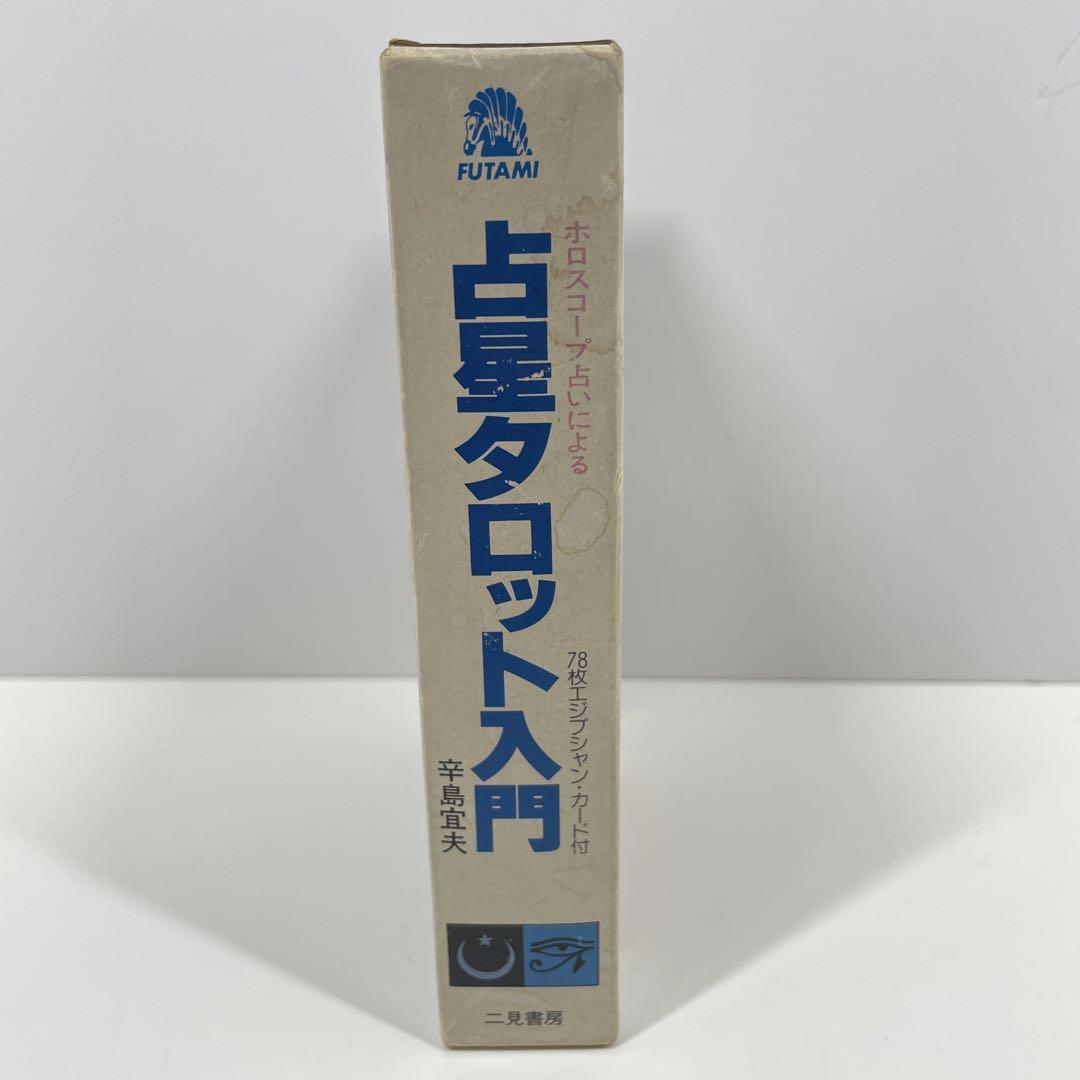 FUTAMI
ホロスコープ占いによる
占星タロット入門
78枚エジプシャン・カード付
辛島宜夫
二見書房